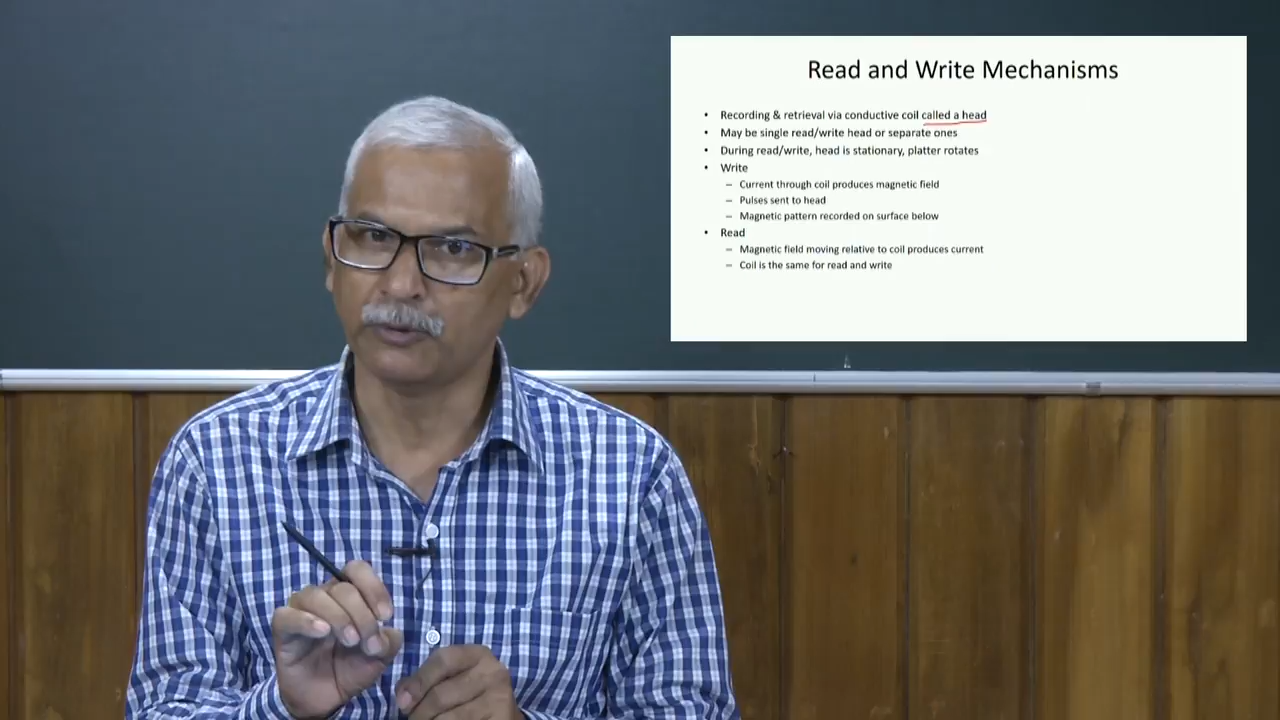 Read and Write Mechanisms
• Recording & retrieval via conductive coil called a head
• May be single read/write head or separate ones
• During read/write, head is stationary, platter rotates
• Write
– Current through coil produces magnetic field
– Pulses sent to head
– Magnetic pattern recorded on surface below
• Read
– Magnetic field moving relative to coil produces current
– Coil is the same for read and write